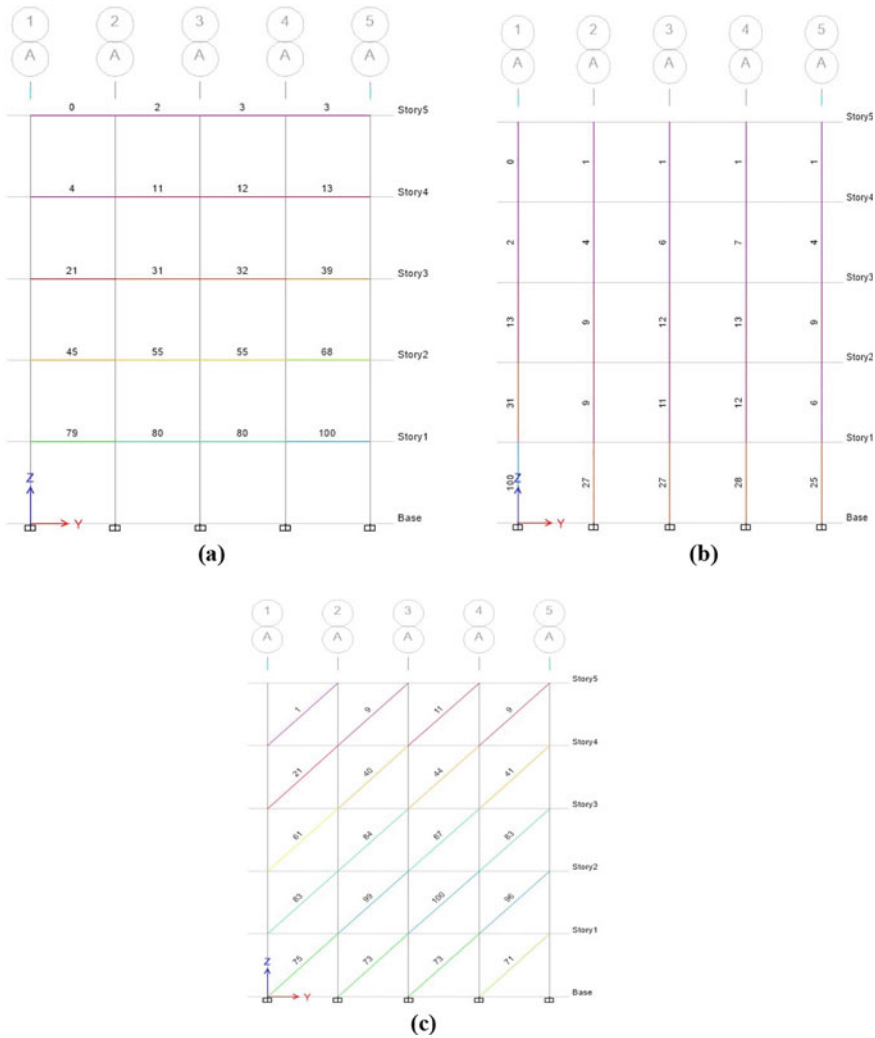 1 2 3 4 5
A A A A A
0 2 3 3 Story5
4 11 12 13 Story4
21 31 32 39 Story3
45 55 55 68 Story2
79 80 80 100 Story1
Z
Y Base
(a)
1 2 3 4 5
A A A A A
Story5
0 1 1 1 1
Story4
2 4 6 7 4
Story3
13 9 12 13 9
Story2
31 9 11 12 6
Story1
100 27 27 28 25
Z
Y Base
(b)
1 2 3 4 5
A A A A A
Story5
1 9 11 9
Story4
21 40 44 41
Story3
61 84 87 83
Story2
83 99 100 96
Story1
75 73 73 71
Z
Y Base
(c)